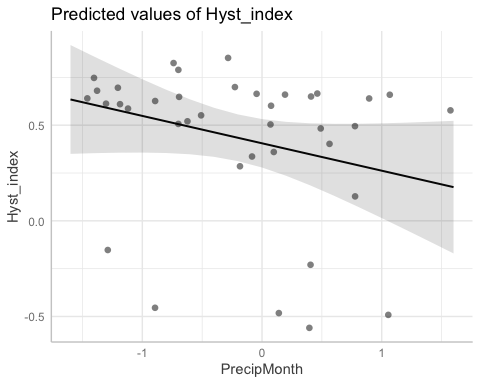 Predicted values of Hyst_index
Hyst_index
0.5
0.0
-0.5
-1
0
1
PrecipMonth